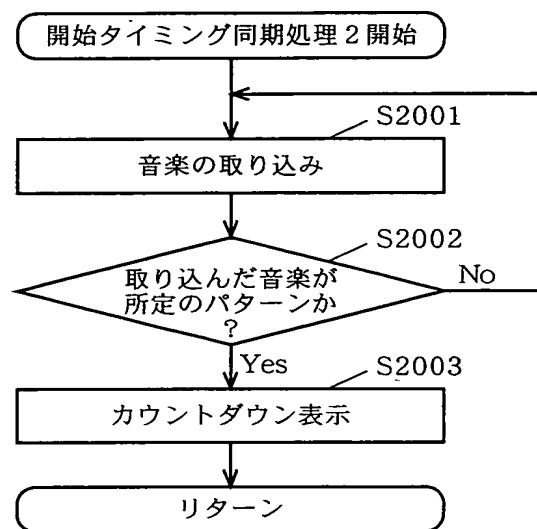 開始タイミング同期処理2開始
S2001
音楽の取り込み
S2002
取り込んだ音楽が
所定のパターンか
?
No
Yes
S2003
カウントダウン表示
リターン